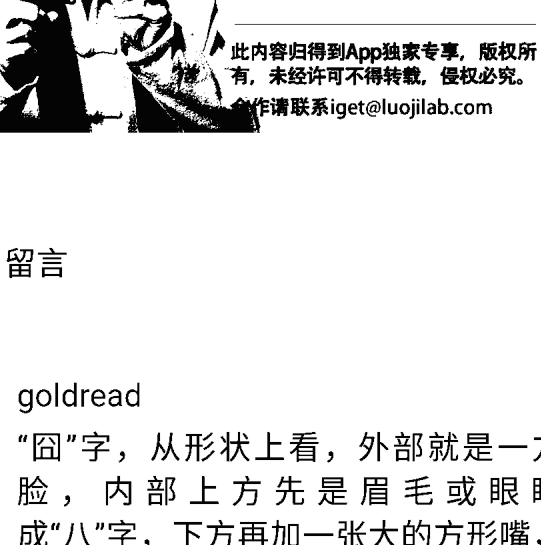 此内容归得到App独家专享，版权所
有，未经许可不得转载，侵权必究。
合作请联系iget@luojilab.com
留言
goldread
“囧”字，从形状上看，外部就是一
脸，内部上方先是眉毛或眼
成“八”字，下方再加一张大的方形嘴，